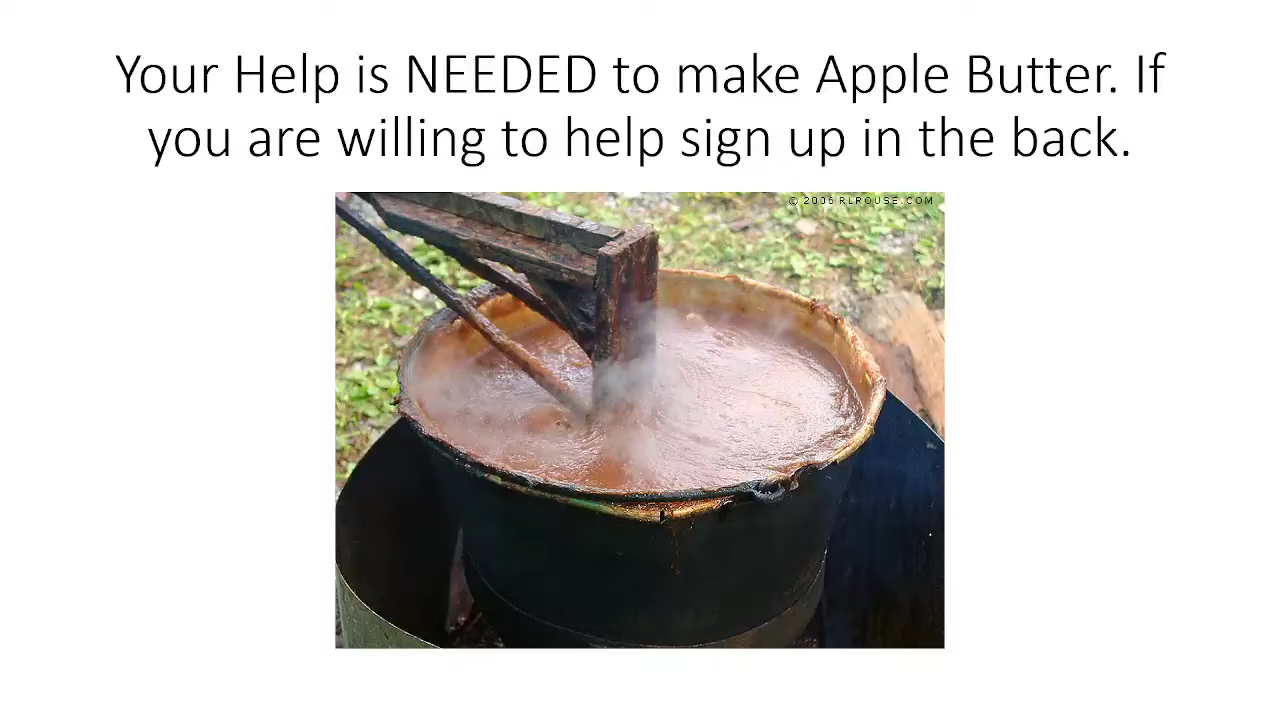 Your Help is NEEDED to make Apple Butter. If
you are willing to help sign up in the back.
© 2006 RLROUSE.COM